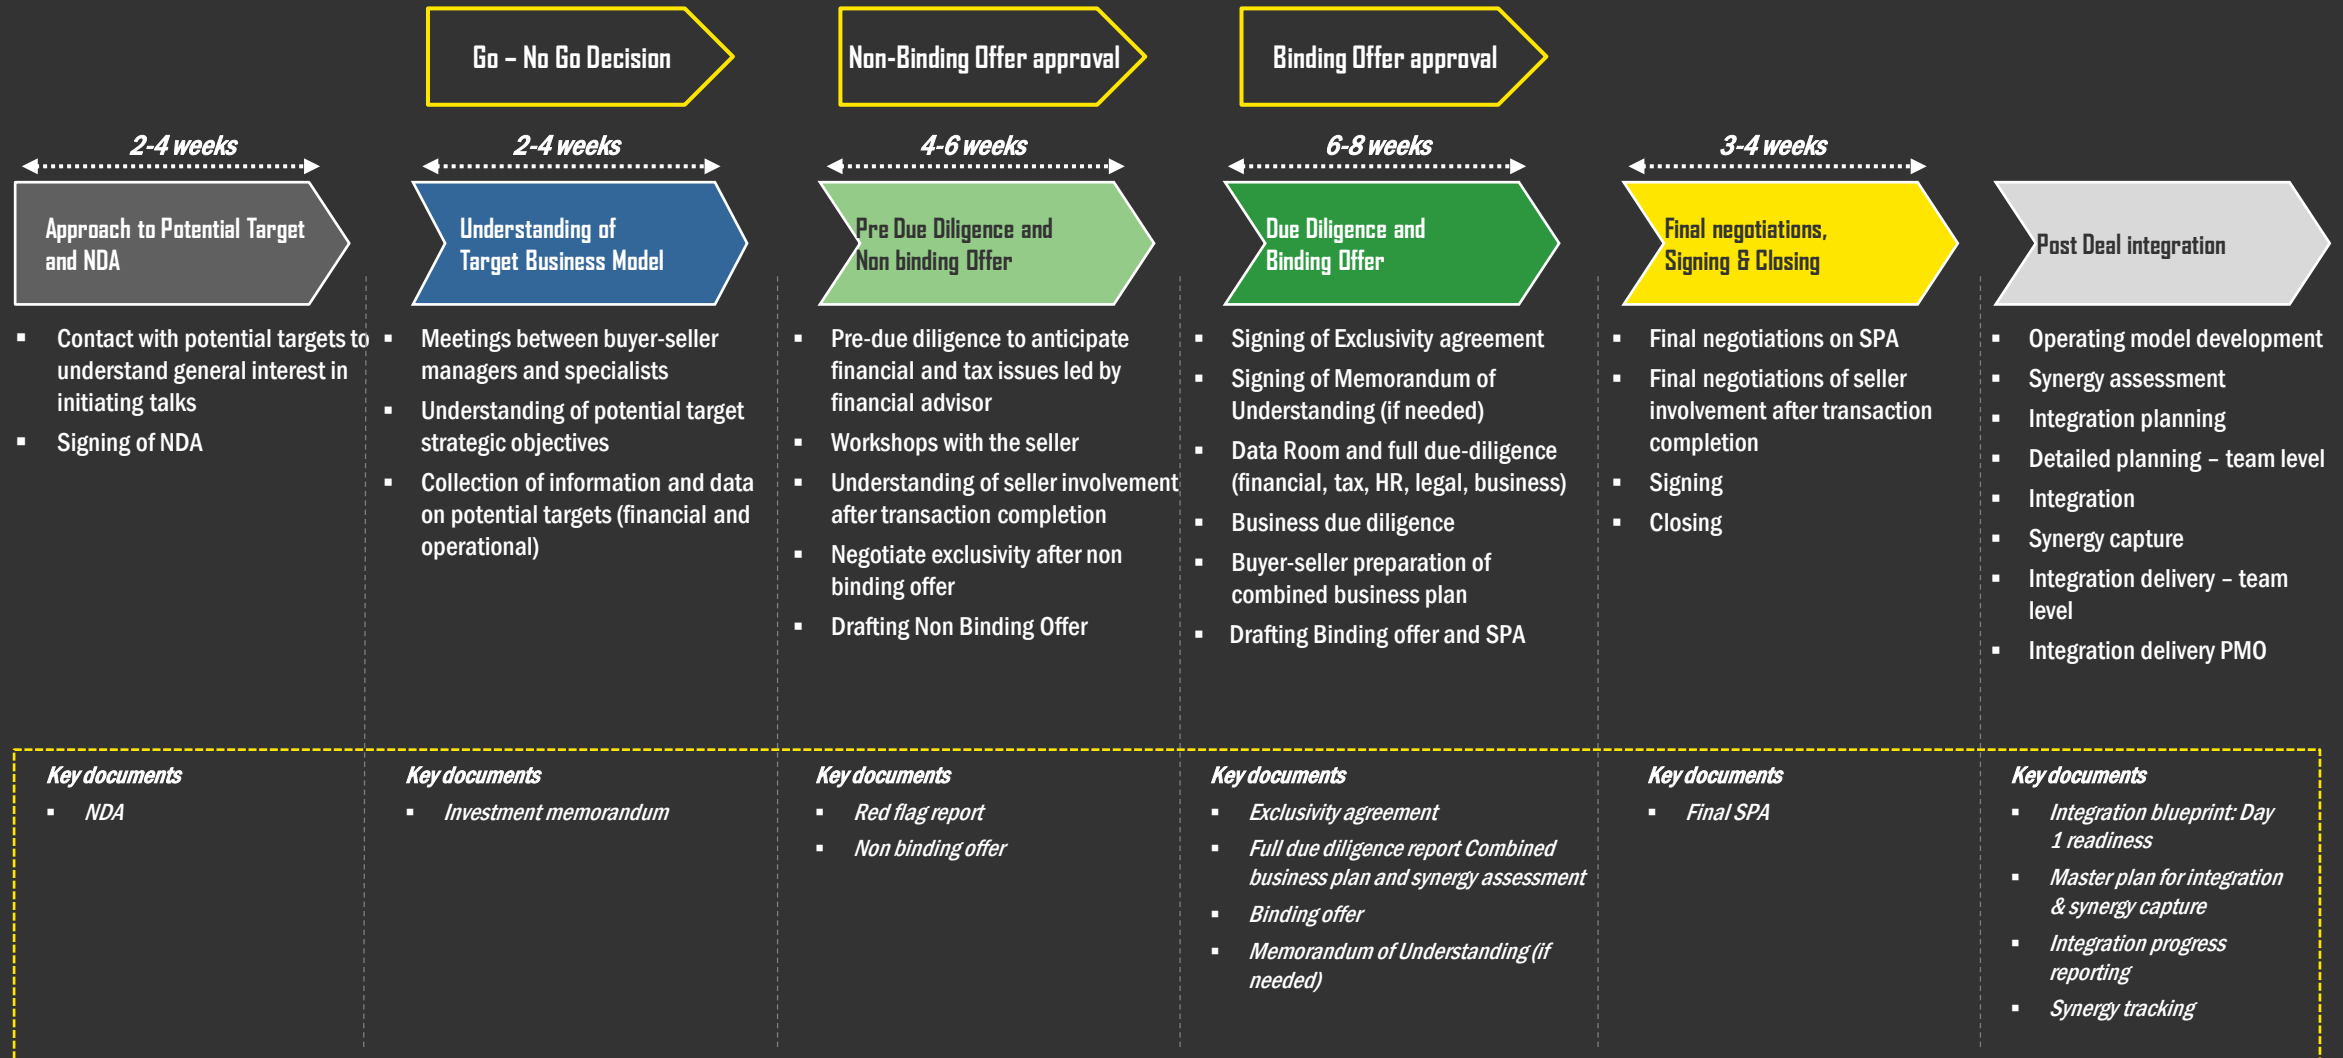 Go – No Go Decision
Non-Binding Offer approval
Binding Offer approval
2-4 weeks
2-4 weeks
4-6 weeks
6-8 weeks
3-4 weeks
Approach to Potential Target
and NDA
Understanding of
Target Business Model
Pre Due Diligence and
Non binding Offer
Due Diligence and
Binding Offer
Final negotiations,
Signing & Closing
Post Deal integration
▪ Contact with potential targets to
understand general interest in
initiating talks
▪ Signing of NDA
▪ Meetings between buyer-seller
managers and specialists
▪ Understanding of potential target
strategic objectives
▪ Collection of information and data
on potential targets (financial and
operational)
▪ Pre-due diligence to anticipate
financial and tax issues led by
financial advisor
▪ Workshops with the seller
▪ Understanding of seller involvement
after transaction completion
▪ Negotiate exclusivity after non
binding offer
▪ Drafting Non Binding Offer
▪ Signing of Exclusivity agreement
▪ Signing of Memorandum of
Understanding (if needed)
▪ Data Room and full due-diligence
(financial, tax, HR, legal, business)
▪ Business due diligence
▪ Buyer-seller preparation of
combined business plan
▪ Drafting Binding offer and SPA
▪ Final negotiations on SPA
▪ Final negotiations of seller
involvement after transaction
completion
▪ Signing
▪ Closing
▪ Operating model development
▪ Synergy assessment
▪ Integration planning
▪ Detailed planning – team level
▪ Integration
▪ Synergy capture
▪ Integration delivery – team
level
▪ Integration delivery PMO
Key documents
▪ NDA
Key documents
▪ Investment memorandum
Key documents
▪ Red flag report
▪ Non binding offer
Key documents
▪ Exclusivity agreement
▪ Full due diligence report Combined
business plan and synergy assessment
▪ Binding offer
▪ Memorandum of Understanding (if
needed)
Key documents
▪ Final SPA
Key documents
▪ Integration blueprint: Day
1 readiness
▪ Master plan for integration
& synergy capture
▪ Integration progress
reporting
▪ Synergy tracking